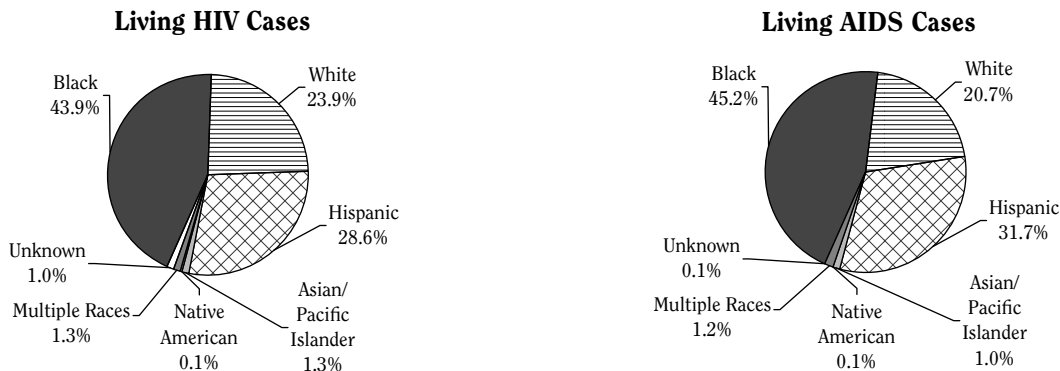 Living HIV Cases
Black
43.9%
White
23.9%
Hispanic
28.6%
Unknown
1.0%
Multiple Races
1.3%
Native
American
0.1%
Asian/
Pacific
Islander
1.3%
Living AIDS Cases
Black
45.2%
White
20.7%
Hispanic
31.7%
Unknown
0.1%
Multiple Races
1.2%
Native
American
0.1%
Asian/
Pacific
Islander
1.0%